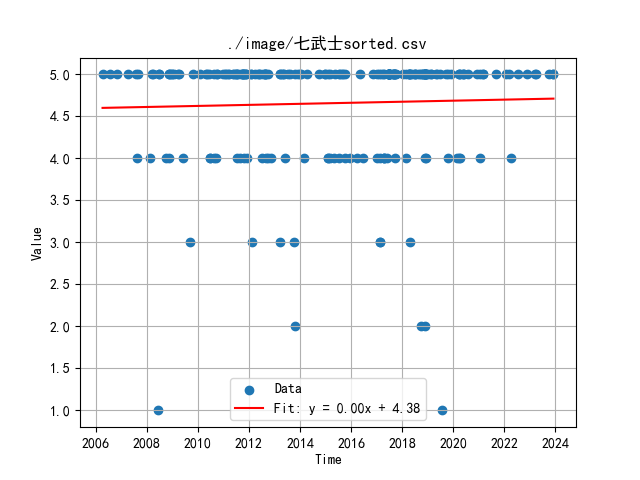 ./image/七武士sorted.csv
Value
5.0
4.5
4.0
3.5
3.0
2.5
2.0
1.5
1.0
Data
Fit: y = 0.00x + 4.38
2006 2008 2010 2012 2014 2016 2018 2020 2022 2024
Time